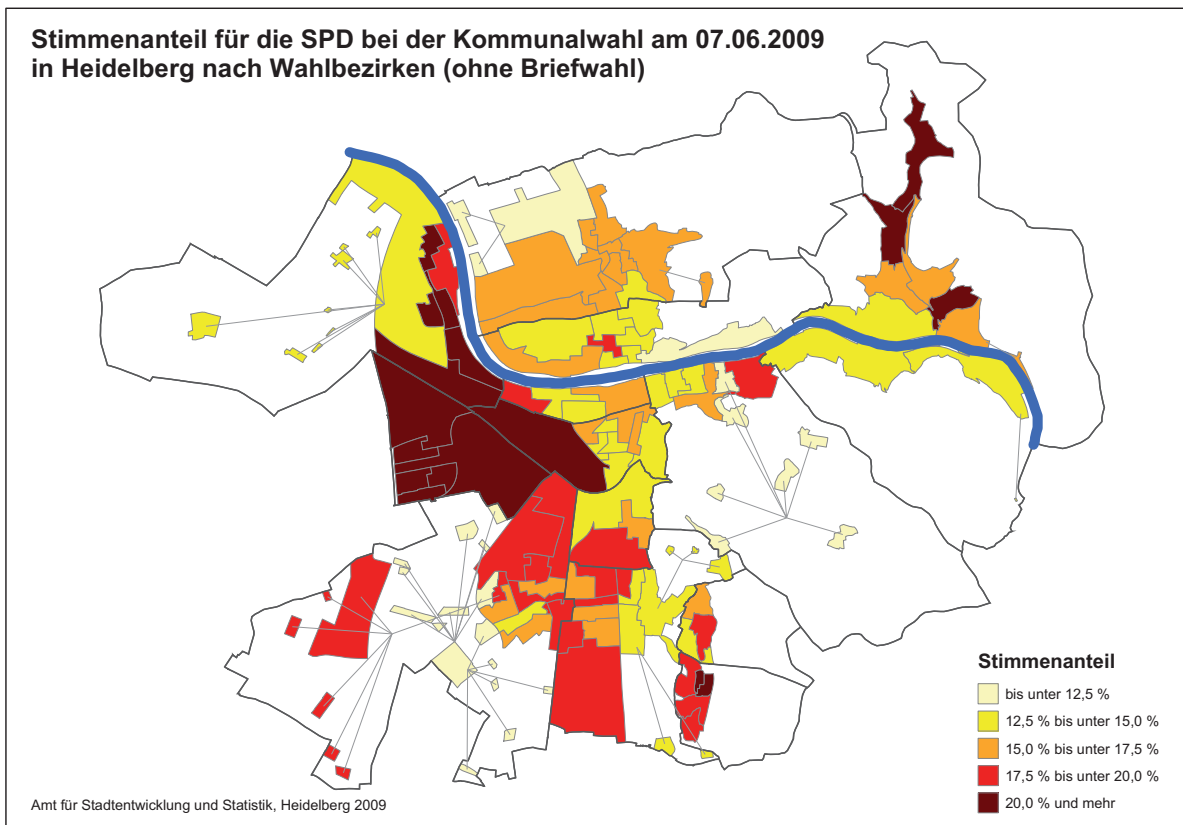 Stimmenanteil für die SPD bei der Kommunalwahl am 07.06.2009
in Heidelberg nach Wahlbezirken (ohne Briefwahl)
Stimmenanteil
bis unter 12,5 %
12,5 % bis unter 15,0 %
15,0 % bis unter 17,5 %
17,5 % bis unter 20,0 %
20,0 % und mehr
Amt für Stadtentwicklung und Statistik, Heidelberg 2009